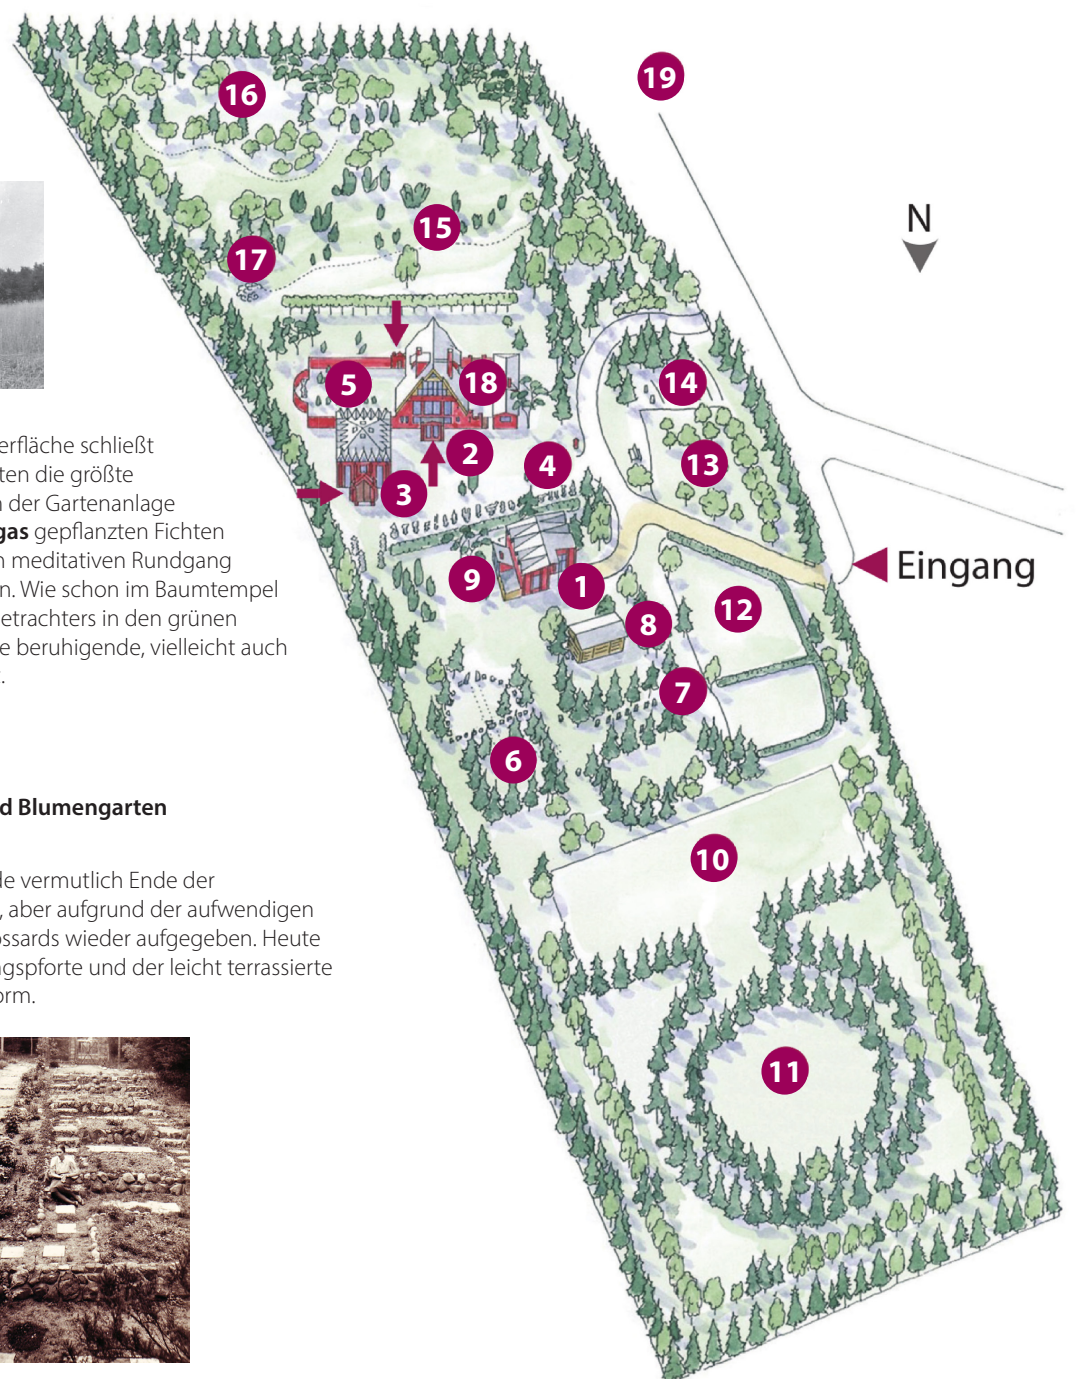 erfläche schließt
ten die größte
n der Gartenanlage
gas gepflanzten Fichten
n meditativen Rundgang
n. Wie schon im Baumtempel
etrachters in den grünen
e beruhigende, vielleicht auch
.
d Blumengarten
de vermutlich Ende der
, aber aufgrund der aufwendigen
ossards wieder aufgegeben. Heute
gspforte und der leicht terrassierte
orm.
19
16
N
15
17
14
5
18
2
13
4
3
Eingang
9
1
12
8
7
6
10
11